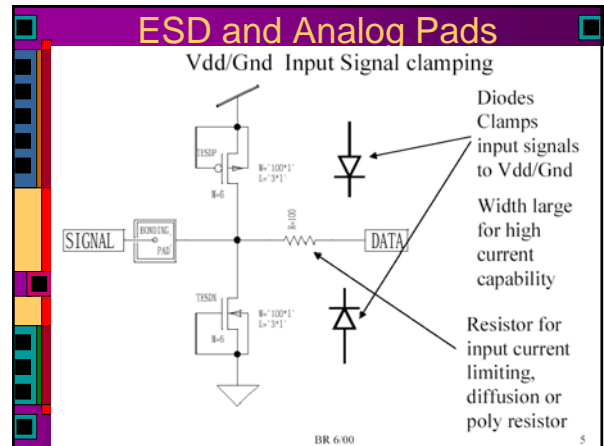 ESD and Analog Pads
Vdd/Gnd Input Signal clamping
TESDP
W='100*1'
L='3*1'
M=6
SIGNAL
BONDING
PAD
R=100
DATA
TESDN
W='100*1'
L='3*1'
M=6
Diodes
Clamps
input signals
to Vdd/Gnd
Width large
for high
current
capability
Resistor for
input current
limiting,
diffusion or
poly resistor
BR 6/00
5